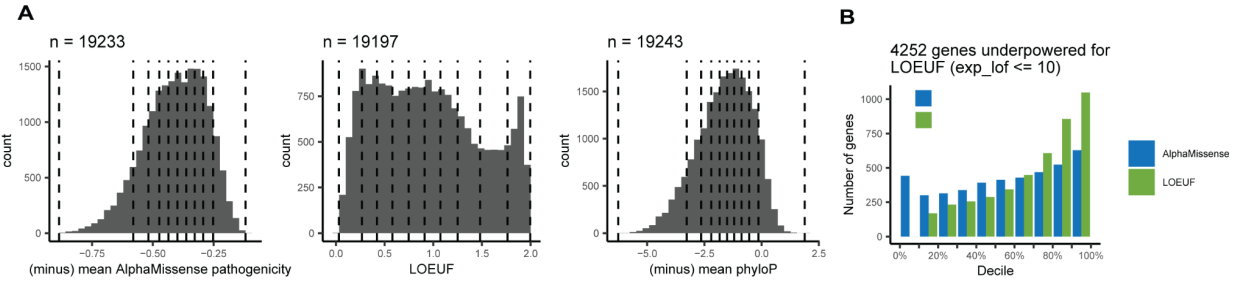 A
n = 19233
count
1500
1000
500
0
−0.75
−0.50
−0.25
(minus) mean AlphaMissense pathogenicity
n = 19197
count
750
500
250
0
0.0
0.5
1.0
1.5
2.0
LOEUF
n = 19243
count
1500
1000
500
0
−5.0
−2.5
0.0
2.5
(minus) mean phyloP
B
4252 genes underpowered for
LOEUF (exp_lof <= 10)
Number of genes
1000
750
500
250
0
0%
20%
40%
60%
80%
100%
Decile
AlphaMissense
LOEUF